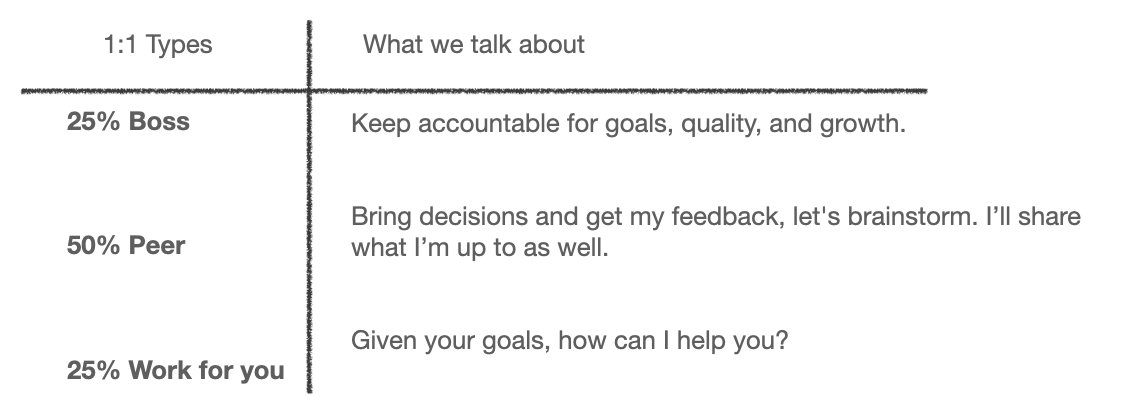 1:1 Types
What we talk about
25% Boss
Keep accountable for goals, quality, and growth.
50% Peer
Bring decisions and get my feedback, let's brainstorm. I’ll share
what I’m up to as well.
25% Work for you
Given your goals, how can I help you?